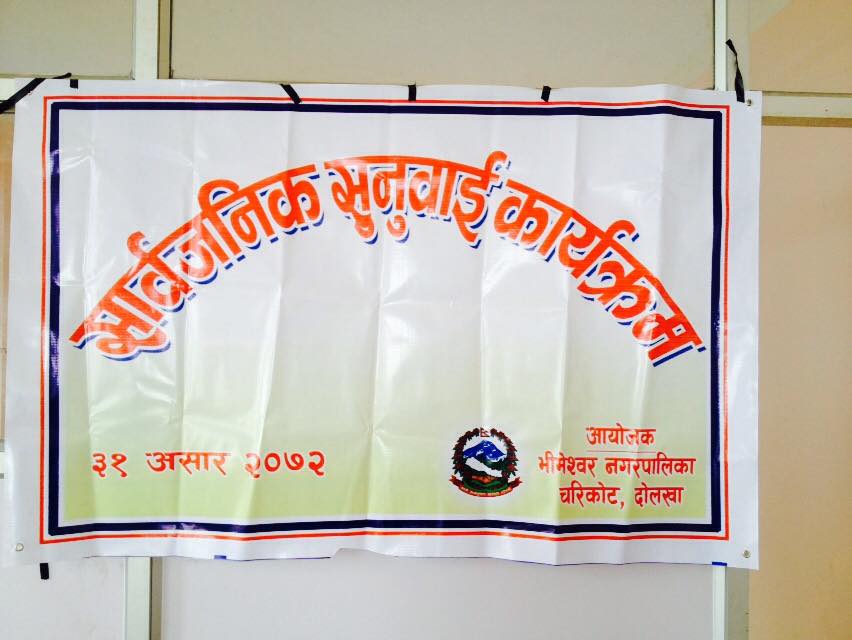 सार्वजनिक सुनुवाई कार्यक्रम
३१ असार २०७२
आयोजक
भीमेश्वर नगरपालिका
चरिकोट, दोलखा